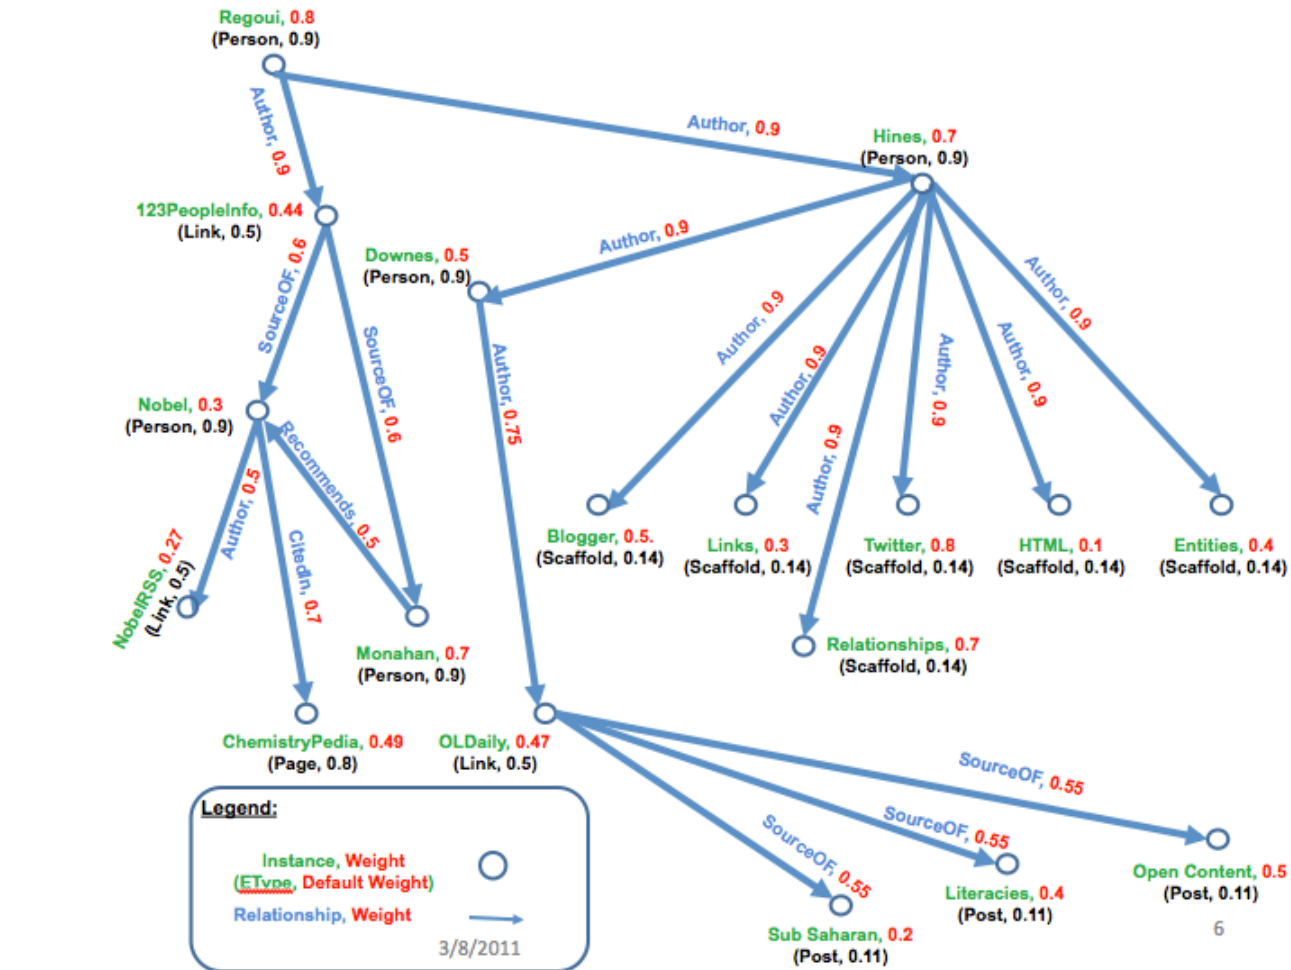 Regoui, 0.8
(Person, 0.9)
Author, 0.9
Author, 0.9
Hines, 0.7
(Person, 0.9)
123PeopleInfo, 0.44
(Link, 0.5)
Downes, 0.5
(Person, 0.9)
Author, 0.9
SourceOF, 0.6
SourceOF, 0.6
Author, 0.75
Author, 0.9
Author, 0.9
Author, 0.9
Author, 0.9
Author, 0.9
Author, 0.9
Nobel, 0.3
(Person, 0.9)
Recommends, 0.5
Author, 0.5
CitedIn, 0.7
NobelRSS, 0.27
(Link, 0.5)
Blogger, 0.5.
(Scaffold, 0.14)
Links, 0.3
(Scaffold, 0.14)
Twitter, 0.8
(Scaffold, 0.14)
HTML, 0.1
(Scaffold, 0.14)
Entities, 0.4
(Scaffold, 0.14)
Relationships, 0.7
(Scaffold, 0.14)
Monahan, 0.7
(Person, 0.9)
ChemistryPedia, 0.49
(Page, 0.8)
OLDaily, 0.47
(Link, 0.5)
SourceOF, 0.55
SourceOF, 0.55
SourceOF, 0.55
Open Content, 0.5
(Post, 0.11)
Literacies, 0.4
(Post, 0.11)
Sub Saharan, 0.2
(Post, 0.11)
Legend:
Instance, Weight
(EType, Default Weight)
Relationship, Weight
3/8/2011
6